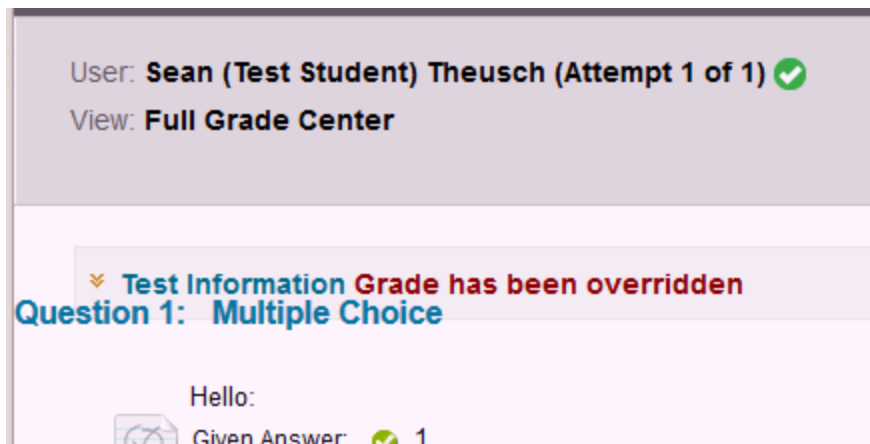 User: Sean (Test Student) Theusch (Attempt 1 of 1)
View: Full Grade Center
Test Information Grade has been overridden
Question 1: Multiple Choice
Hello:
Given Answer: 1